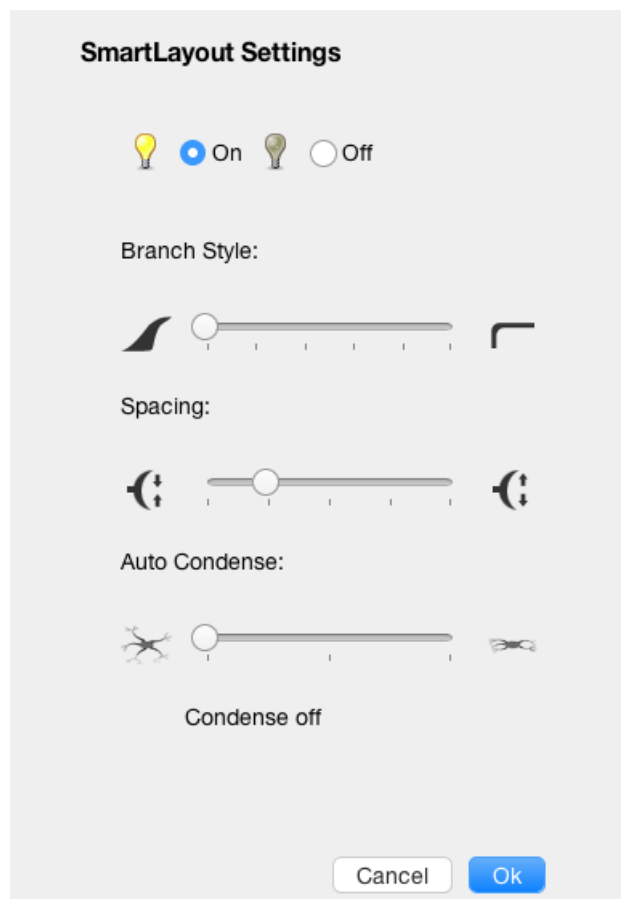 SmartLayout Settings
On Off
Branch Style:
Spacing:
Auto Condense:
Condense off
Cancel Ok